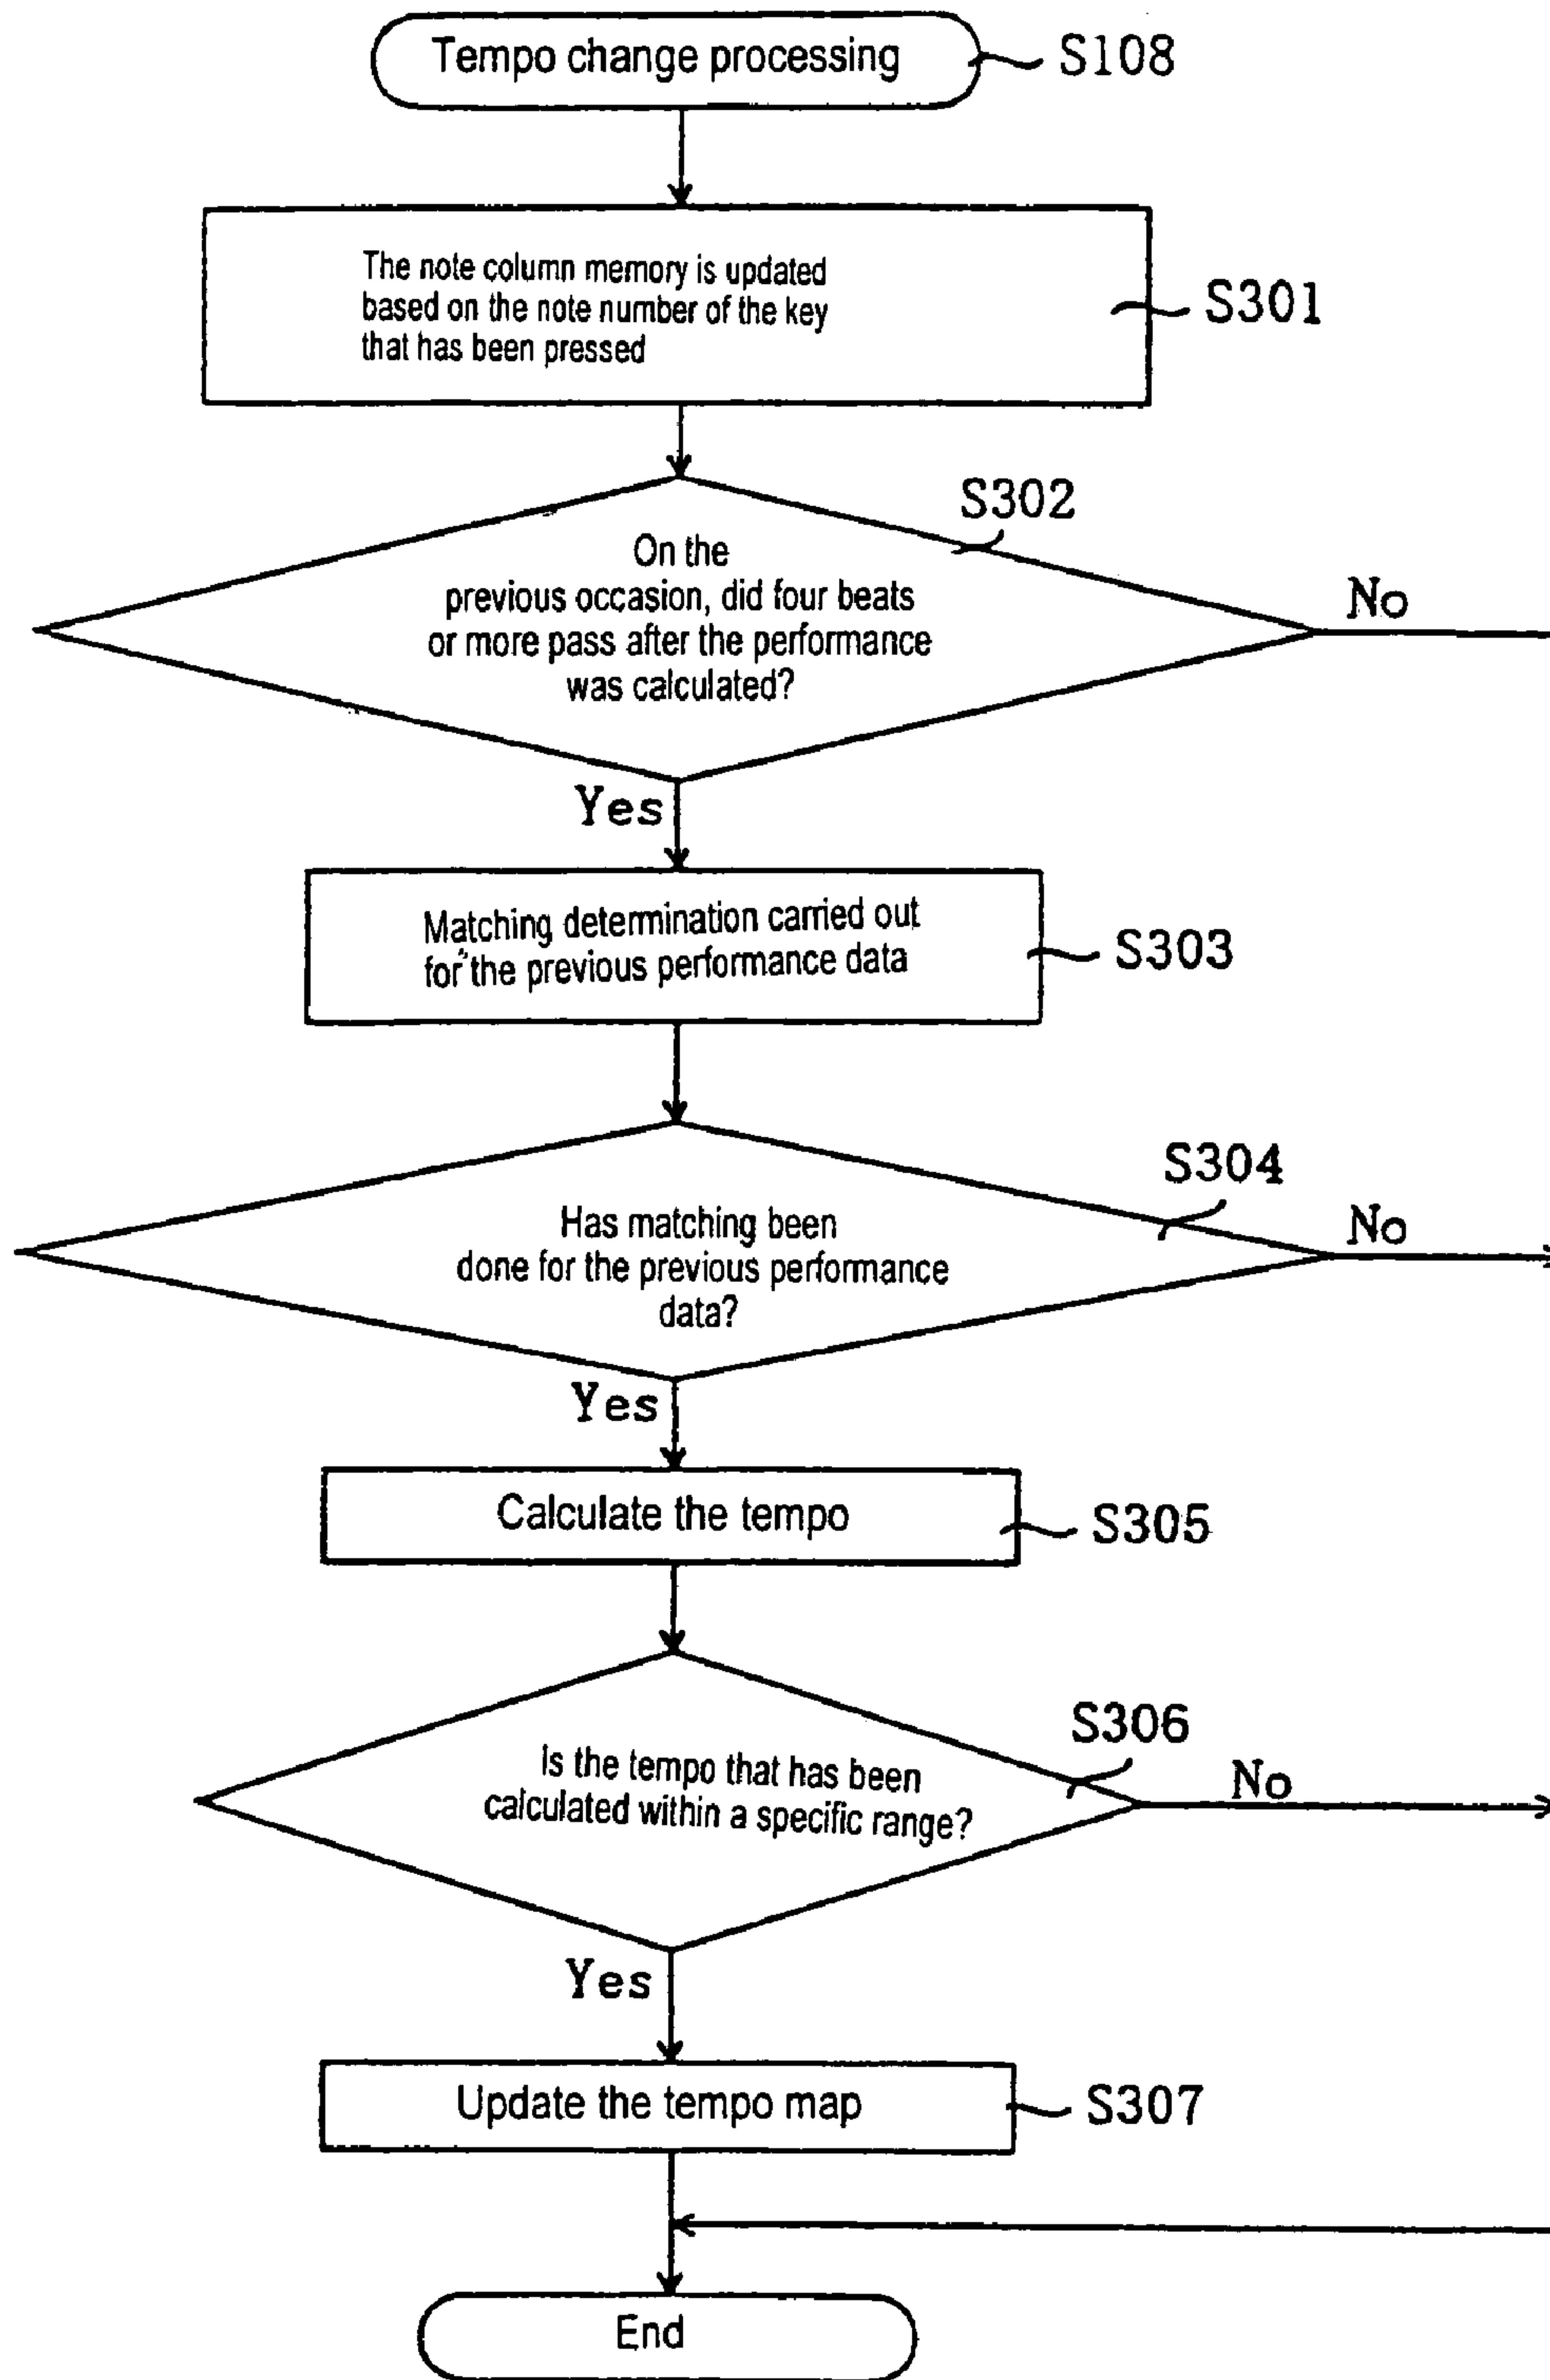 Tempo change processing
S108
The note column memory is updated
based on the note number of the key
that has been pressed
S301
S302
On the
previous occasion, did four beats
or more pass after the performance
was calculated?
No
Yes
Matching determination carried out
for the previous performance data
S303
S304
Has matching been
done for the previous performance
data?
No
Yes
Calculate the tempo
S305
S306
Is the tempo that has been
calculated within a specific range?
No
Yes
Update the tempo map
S307
End